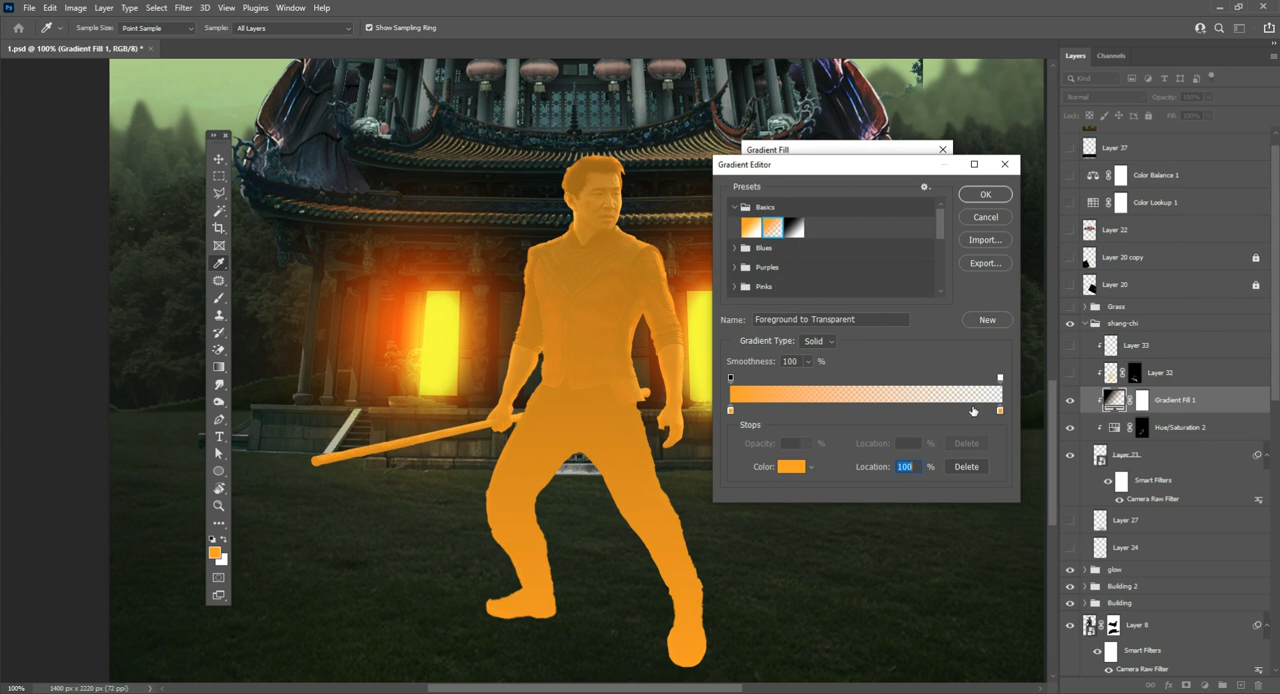 Ps File Edit Image Layer Type Select Filter 3D View Plugins Window Help
Sample Size: Point Sample Sample: All Layers Show Sampling Ring
1.psd @ 100% (Gradient Fill 1, RGB/8) *
Layers Channels
Kind
Normal Opacity: 100%
Lock: Fill: 100%
Layer 37
Color Balance 1
Color Lookup 1
Layer 22
Layer 20 copy
Layer 20
Grass
shang-chi
Layer 33
Layer 32
Gradient Fill 1
Hue/Saturation 2
Layer 23
Smart Filters
Camera Raw Filter
Layer 27
Layer 24
glow
Building 2
Building
Layer 8
Smart Filters
Camera Raw Filter
Gradient Fill
Gradient Editor
Presets
Basics
Blues
Purples
Pinks
OK
Cancel
Import...
Export...
Name: Foreground to Transparent New
Gradient Type: Solid
Smoothness: 100 %
Stops
Opacity: % Location: % Delete
Color: Location: 100 % Delete
100% 1400 px x 2220 px (72 ppi)